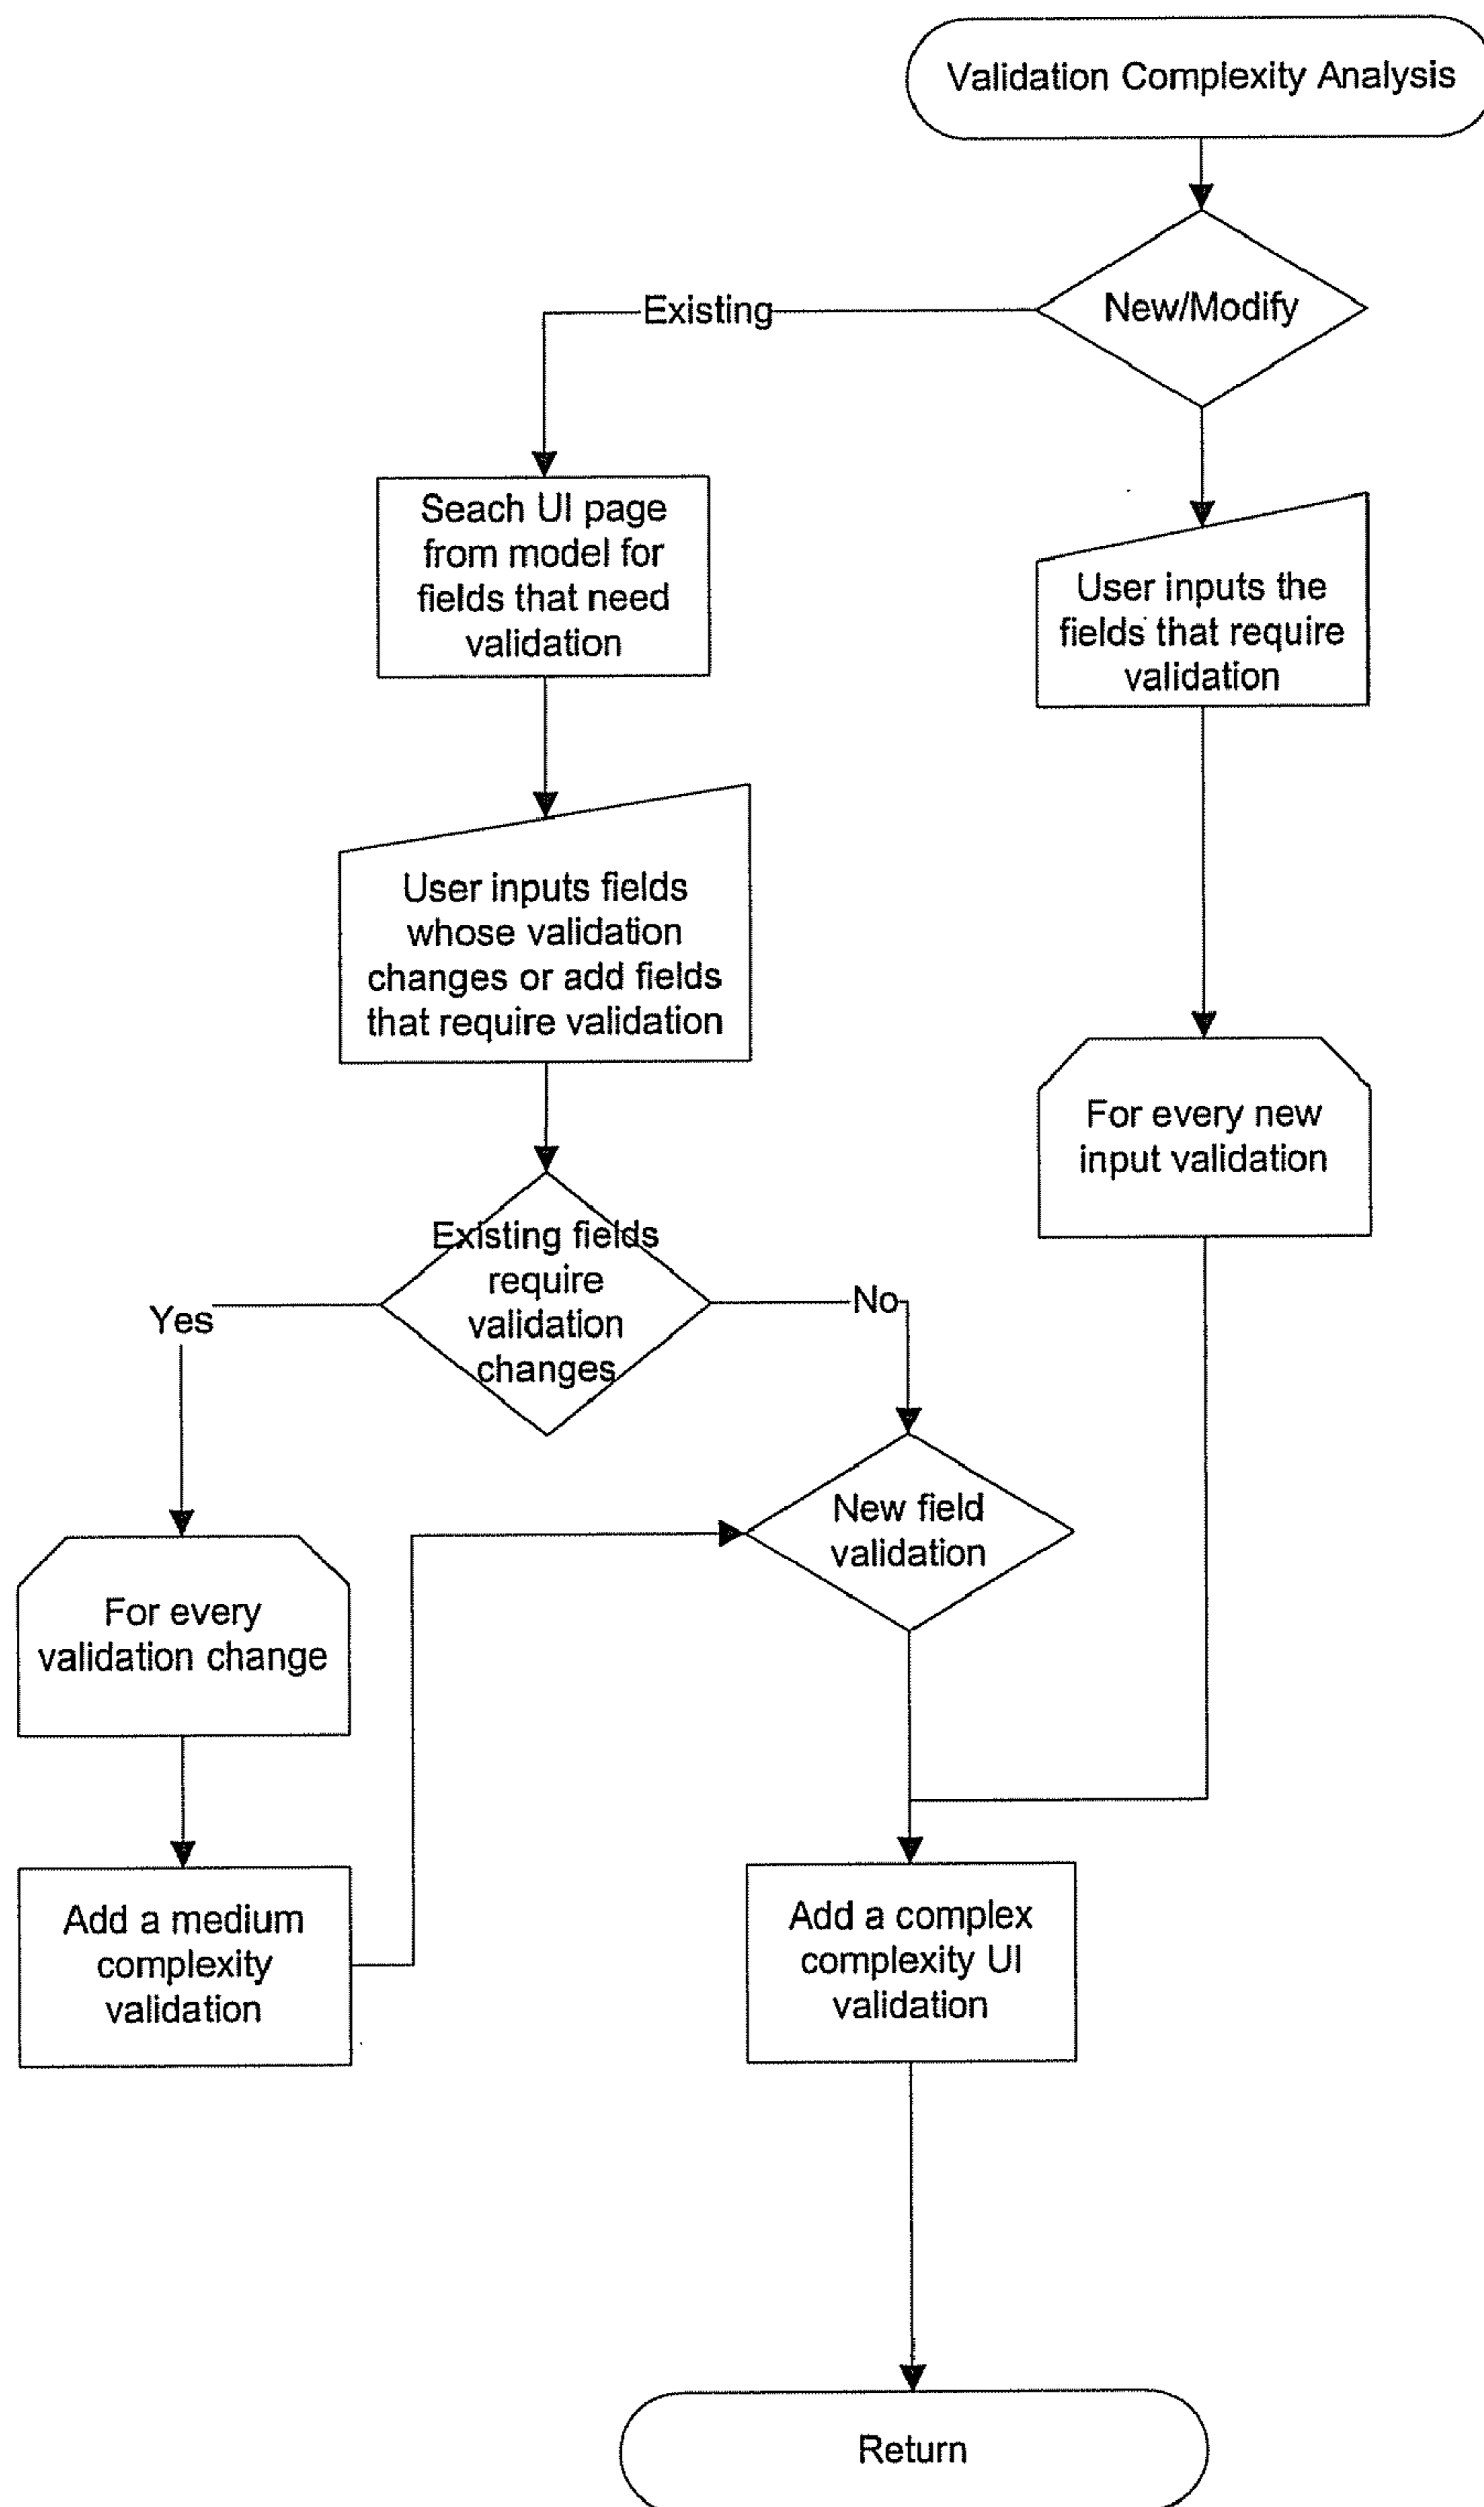 Validation Complexity Analysis
New/Modify
Existing
Seach UI page
from model for
fields that need
validation
User inputs the
fields that require
validation
User inputs fields
whose validation
changes or add fields
that require validation
For every new
input validation
Existing fields
require
validation
changes
Yes
No
New field
validation
For every
validation change
Add a medium
complexity
validation
Add a complex
complexity UI
validation
Return